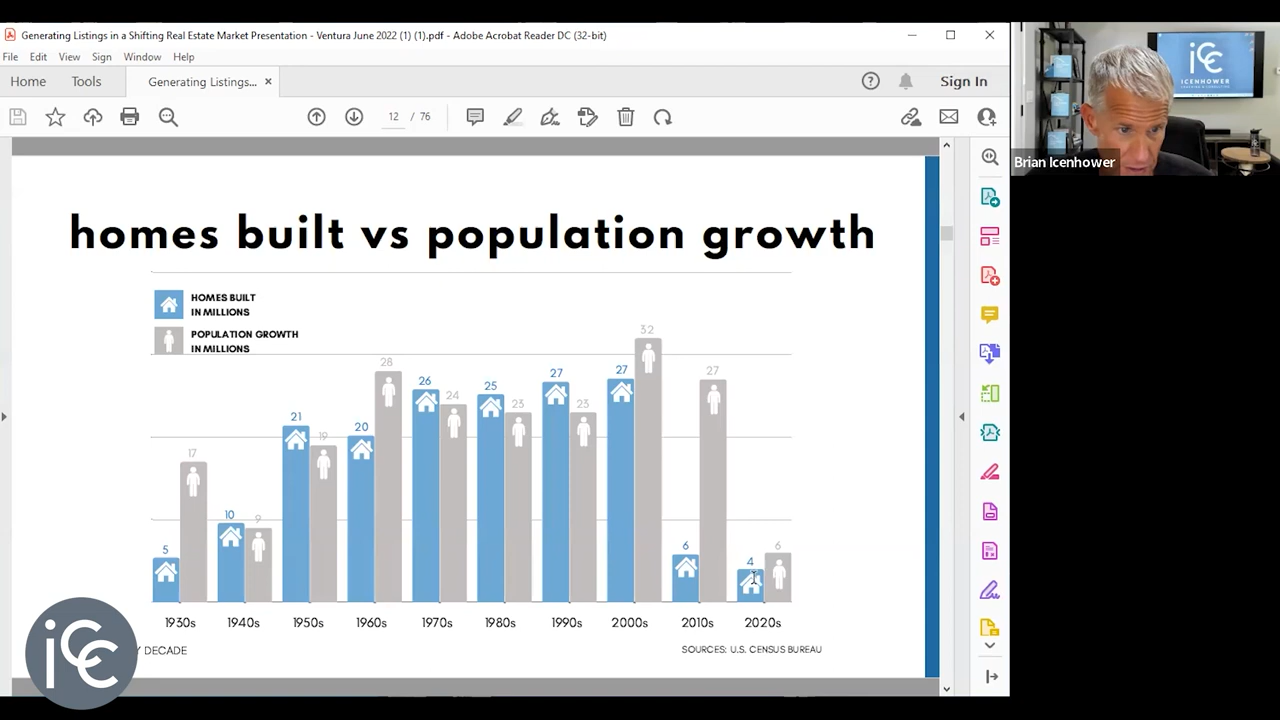 Generating Listings in a Shifting Real Estate Market Presentation - Ventura June 2022 (1) (1).pdf - Adobe Acrobat Reader DC (32-bit)
File Edit View Sign Window Help
Home Tools Generating Listings... ×
Sign In
12 / 76
iCC
ICENHOWER
Brian Icenhower
homes built vs population growth
HOMES BUILT
IN MILLIONS
POPULATION GROWTH
IN MILLIONS
5 17 10 9 21 19 20 28 26 24 25 23 27 23 27 32 6 27 4 6
1930s 1940s 1950s 1960s 1970s 1980s 1990s 2000s 2010s 2020s
Y DECADE
SOURCES: U.S. CENSUS BUREAU
iCC